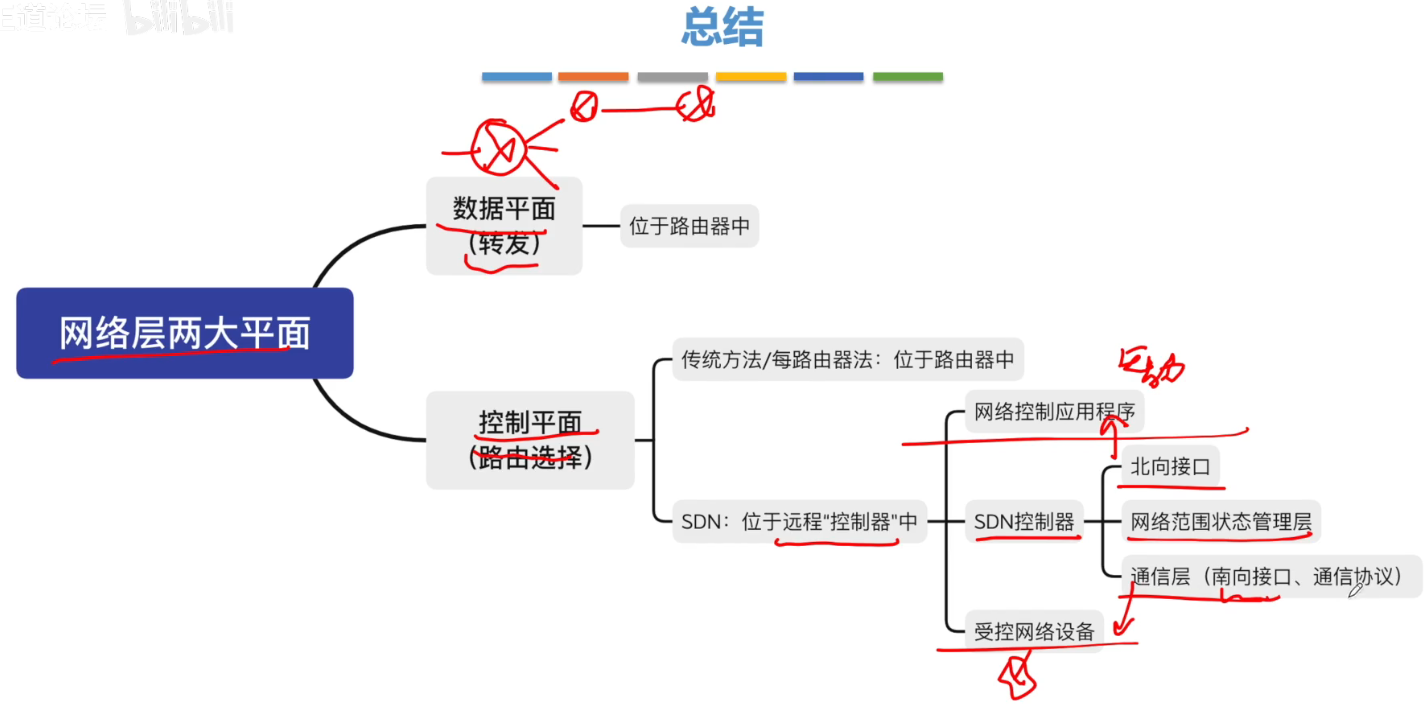 bilibili
总结
数据平面
（转发）
位于路由器中
网络层两大平面
传统方法/每路由器法：位于路由器中
控制平面
（路由选择）
网络控制应用程序
北向接口
SDN：位于远程"控制器"中
SDN控制器
网络范围状态管理层
通信层（南向接口、通信协议）
受控网络设备